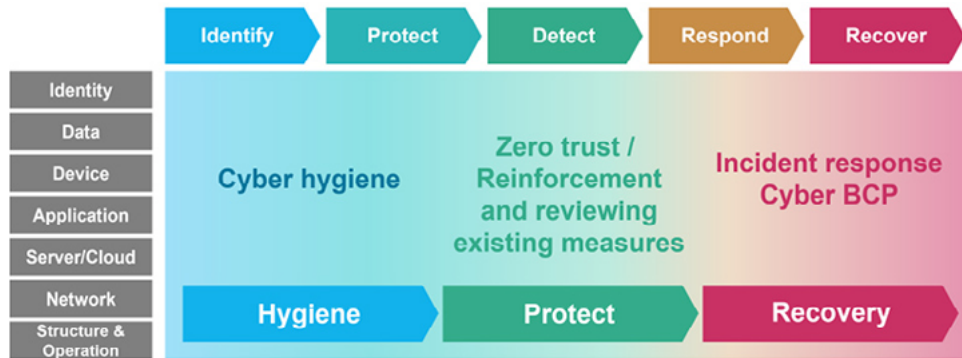 Identify
Protect
Detect
Respond
Recover
Identity
Data
Device
Application
Server/Cloud
Network
Structure &
Operation
Cyber hygiene
Zero trust /
Reinforcement
and reviewing
existing measures
Incident response
Cyber BCP
Hygiene
Protect
Recovery